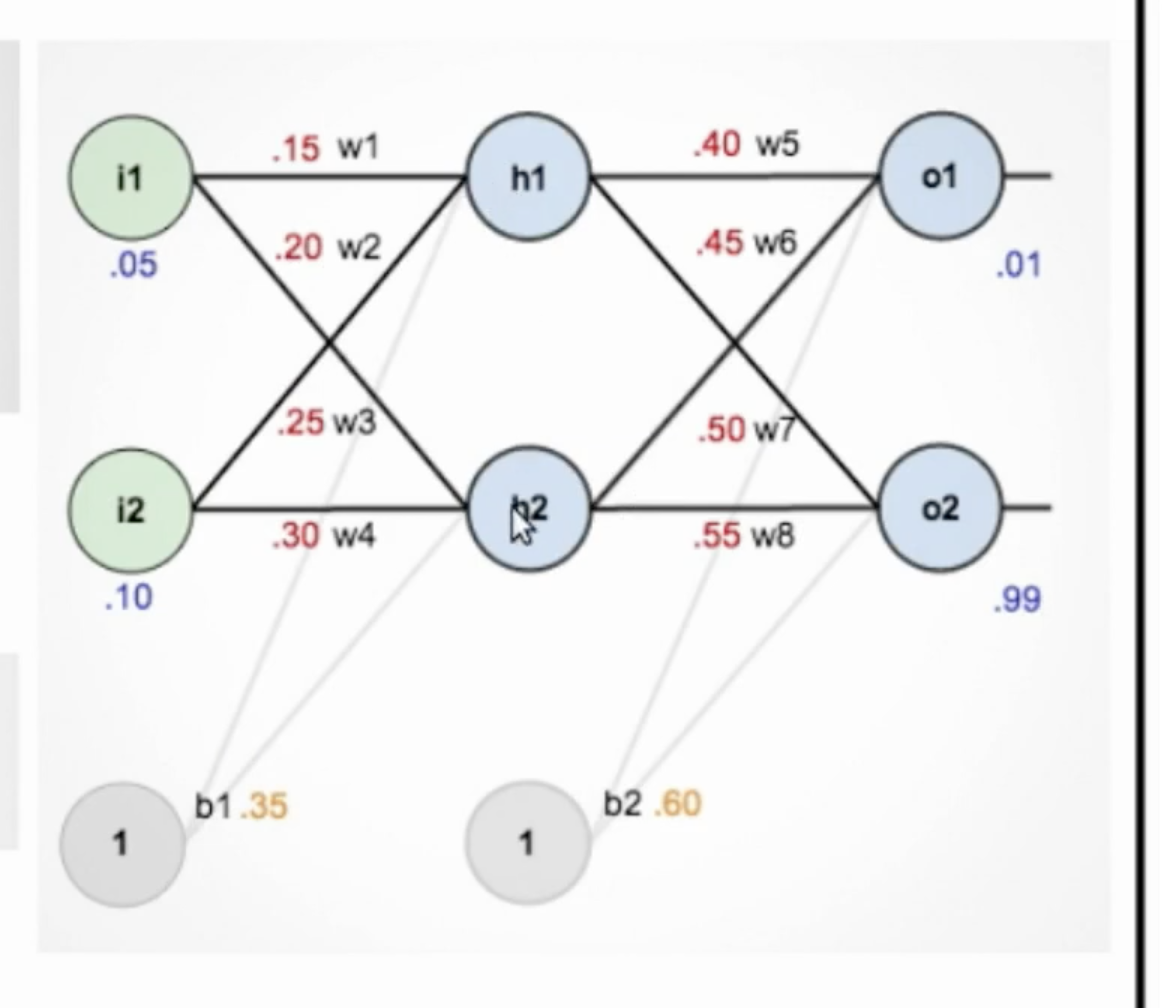 .15 w1
.40 w5
i1
h1
o1
.20 w2
.45 w6
.05
.01
.25 w3
.50 w7
i2
h2
o2
.30 w4
.55 w8
.10
.99
b1 .35
b2 .60
1
1